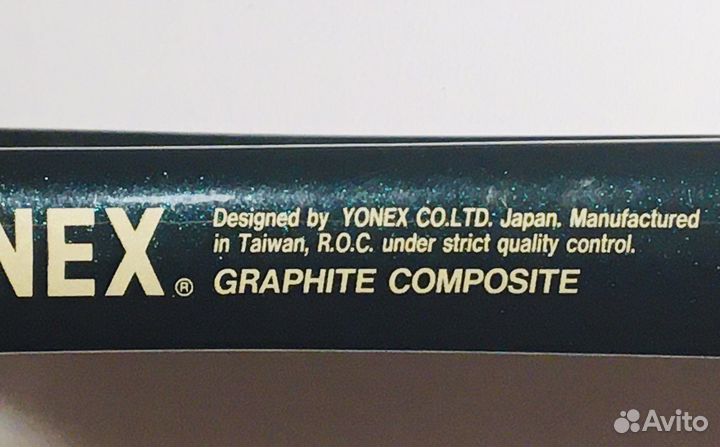 NEX®
Designed by YONEX CO.LTD. Japan. Manufactured
in Taiwan, R.O.C. under strict quality control.
GRAPHITE COMPOSITE
Avito